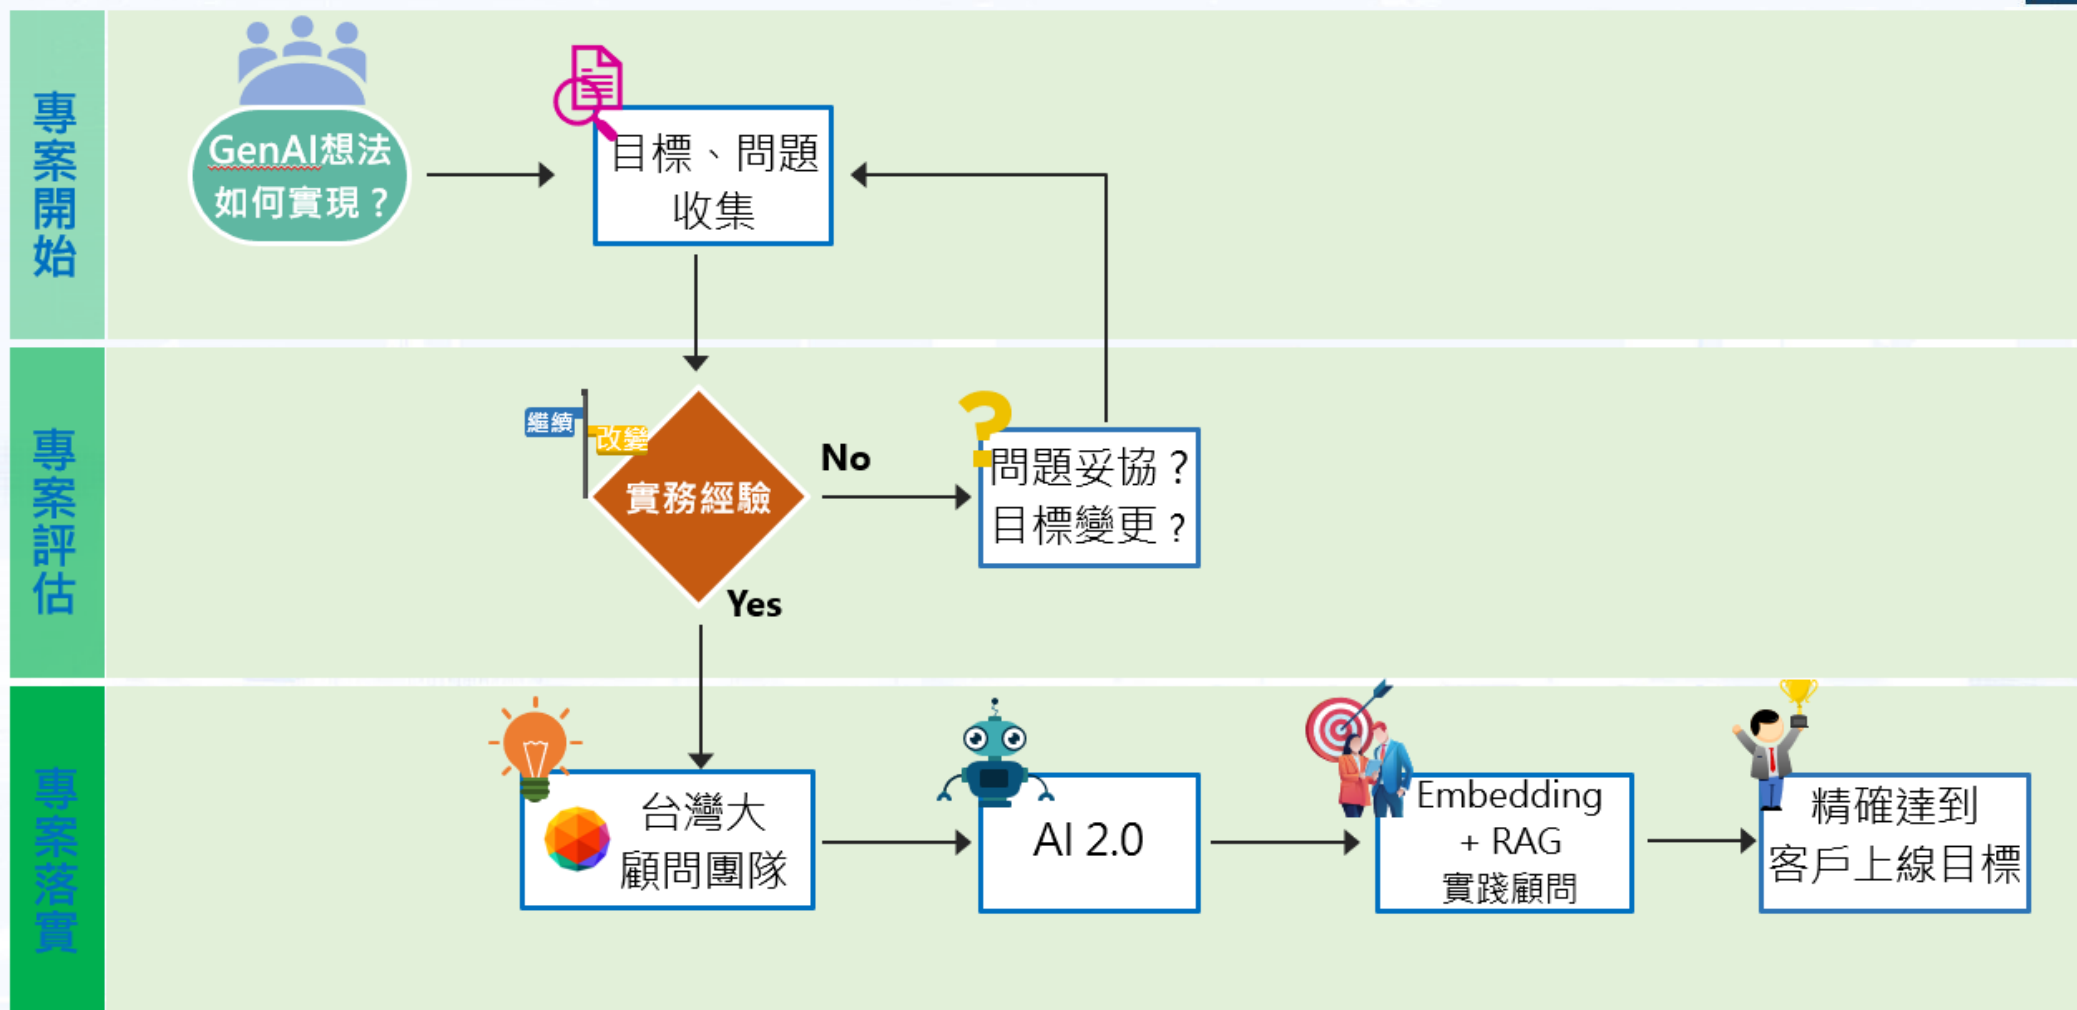 專案開始
GenAI想法
如何實現？
目標、問題
收集
專案評估
繼續
改變
實務經驗
No
Yes
問題妥協？
目標變更？
專案落實
台灣大
顧問團隊
AI 2.0
Embedding
+ RAG
實踐顧問
精確達到
客戶上線目標